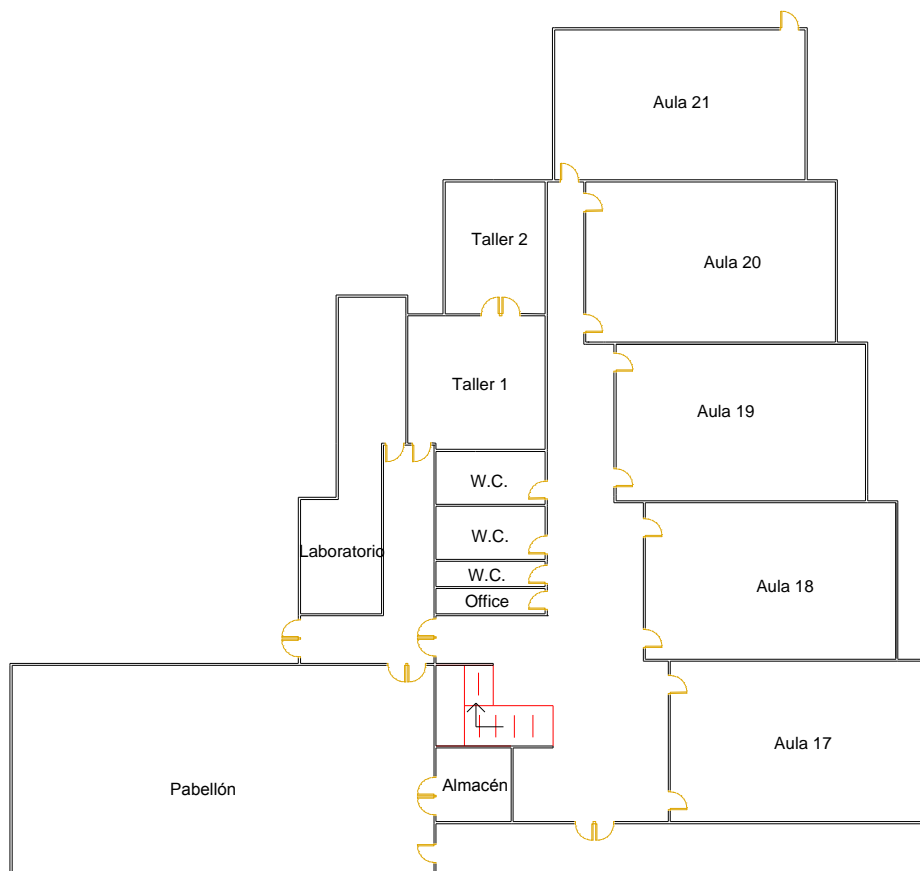 Aula 21
Taller 2
Aula 20
Taller 1
Aula 19
W.C.
W.C.
Laboratorio
W.C.
Aula 18
Office
Aula 17
Pabellón
Almacén